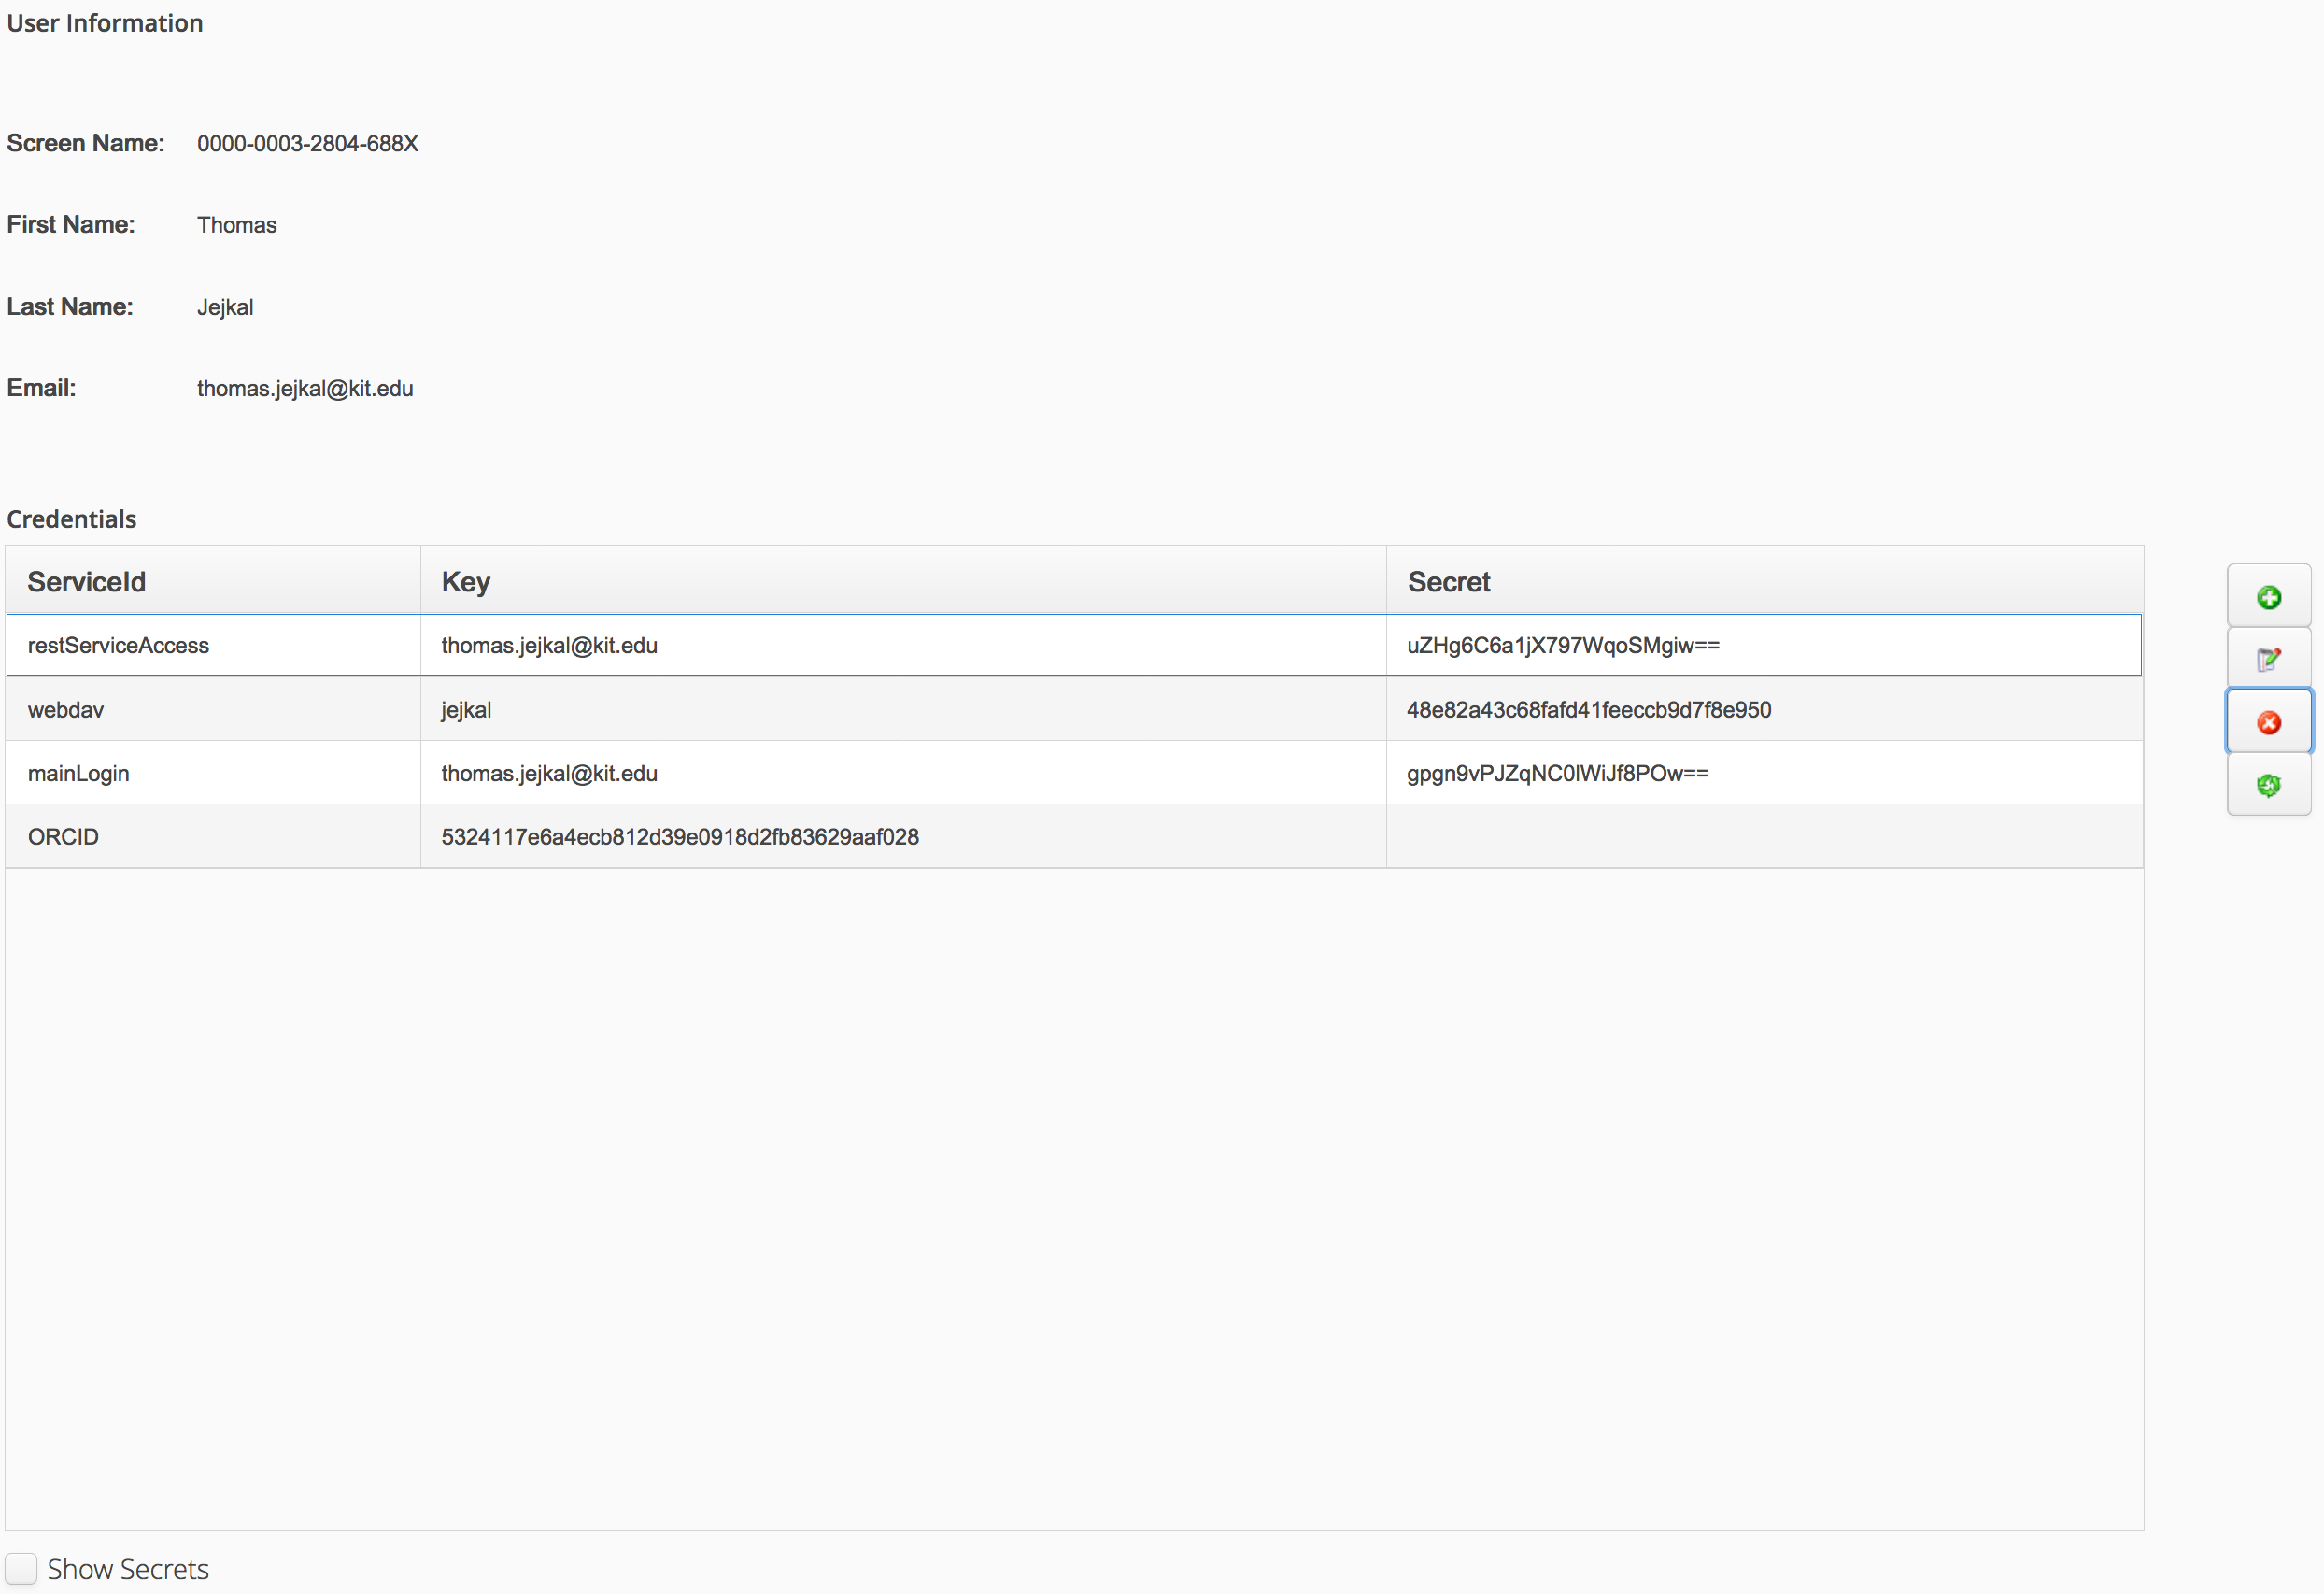 User Information
Screen Name: 0000-0003-2804-688X
First Name: Thomas
Last Name: Jejkal
Email: thomas.jejkal@kit.edu
Credentials
ServiceId Key Secret
restServiceAccess thomas.jejkal@kit.edu uZHg6C6a1jX797WqoSMgiw==
webdav jejkal 48e82a43c68fafd41feeccb9d7f8e950
mainLogin thomas.jejkal@kit.edu gpgn9vPJZqNC0lWiJf8POw==
ORCID 5324117e6a4ecb812d39e0918d2fb83629aaf028
Show Secrets